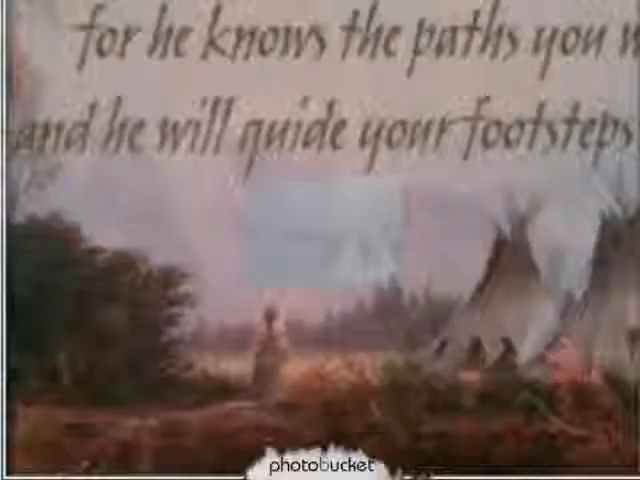 for he knows the paths you
and he will guide your footsteps
photobucket